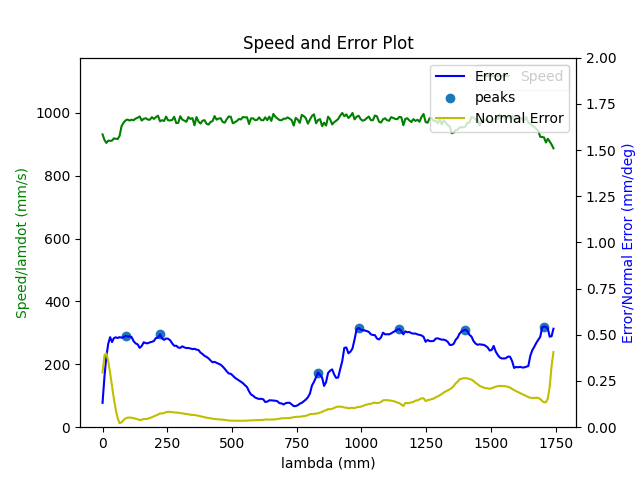 Speed and Error Plot
Error
Speed
peaks
Normal Error
Speed/lamdot (mm/s)
1000
800
600
400
200
0
2.00
1.75
1.50
1.25
1.00
0.75
0.50
0.25
0.00
Error/Normal Error (mm/deg)
0 250 500 750 1000 1250 1500 1750
lambda (mm)